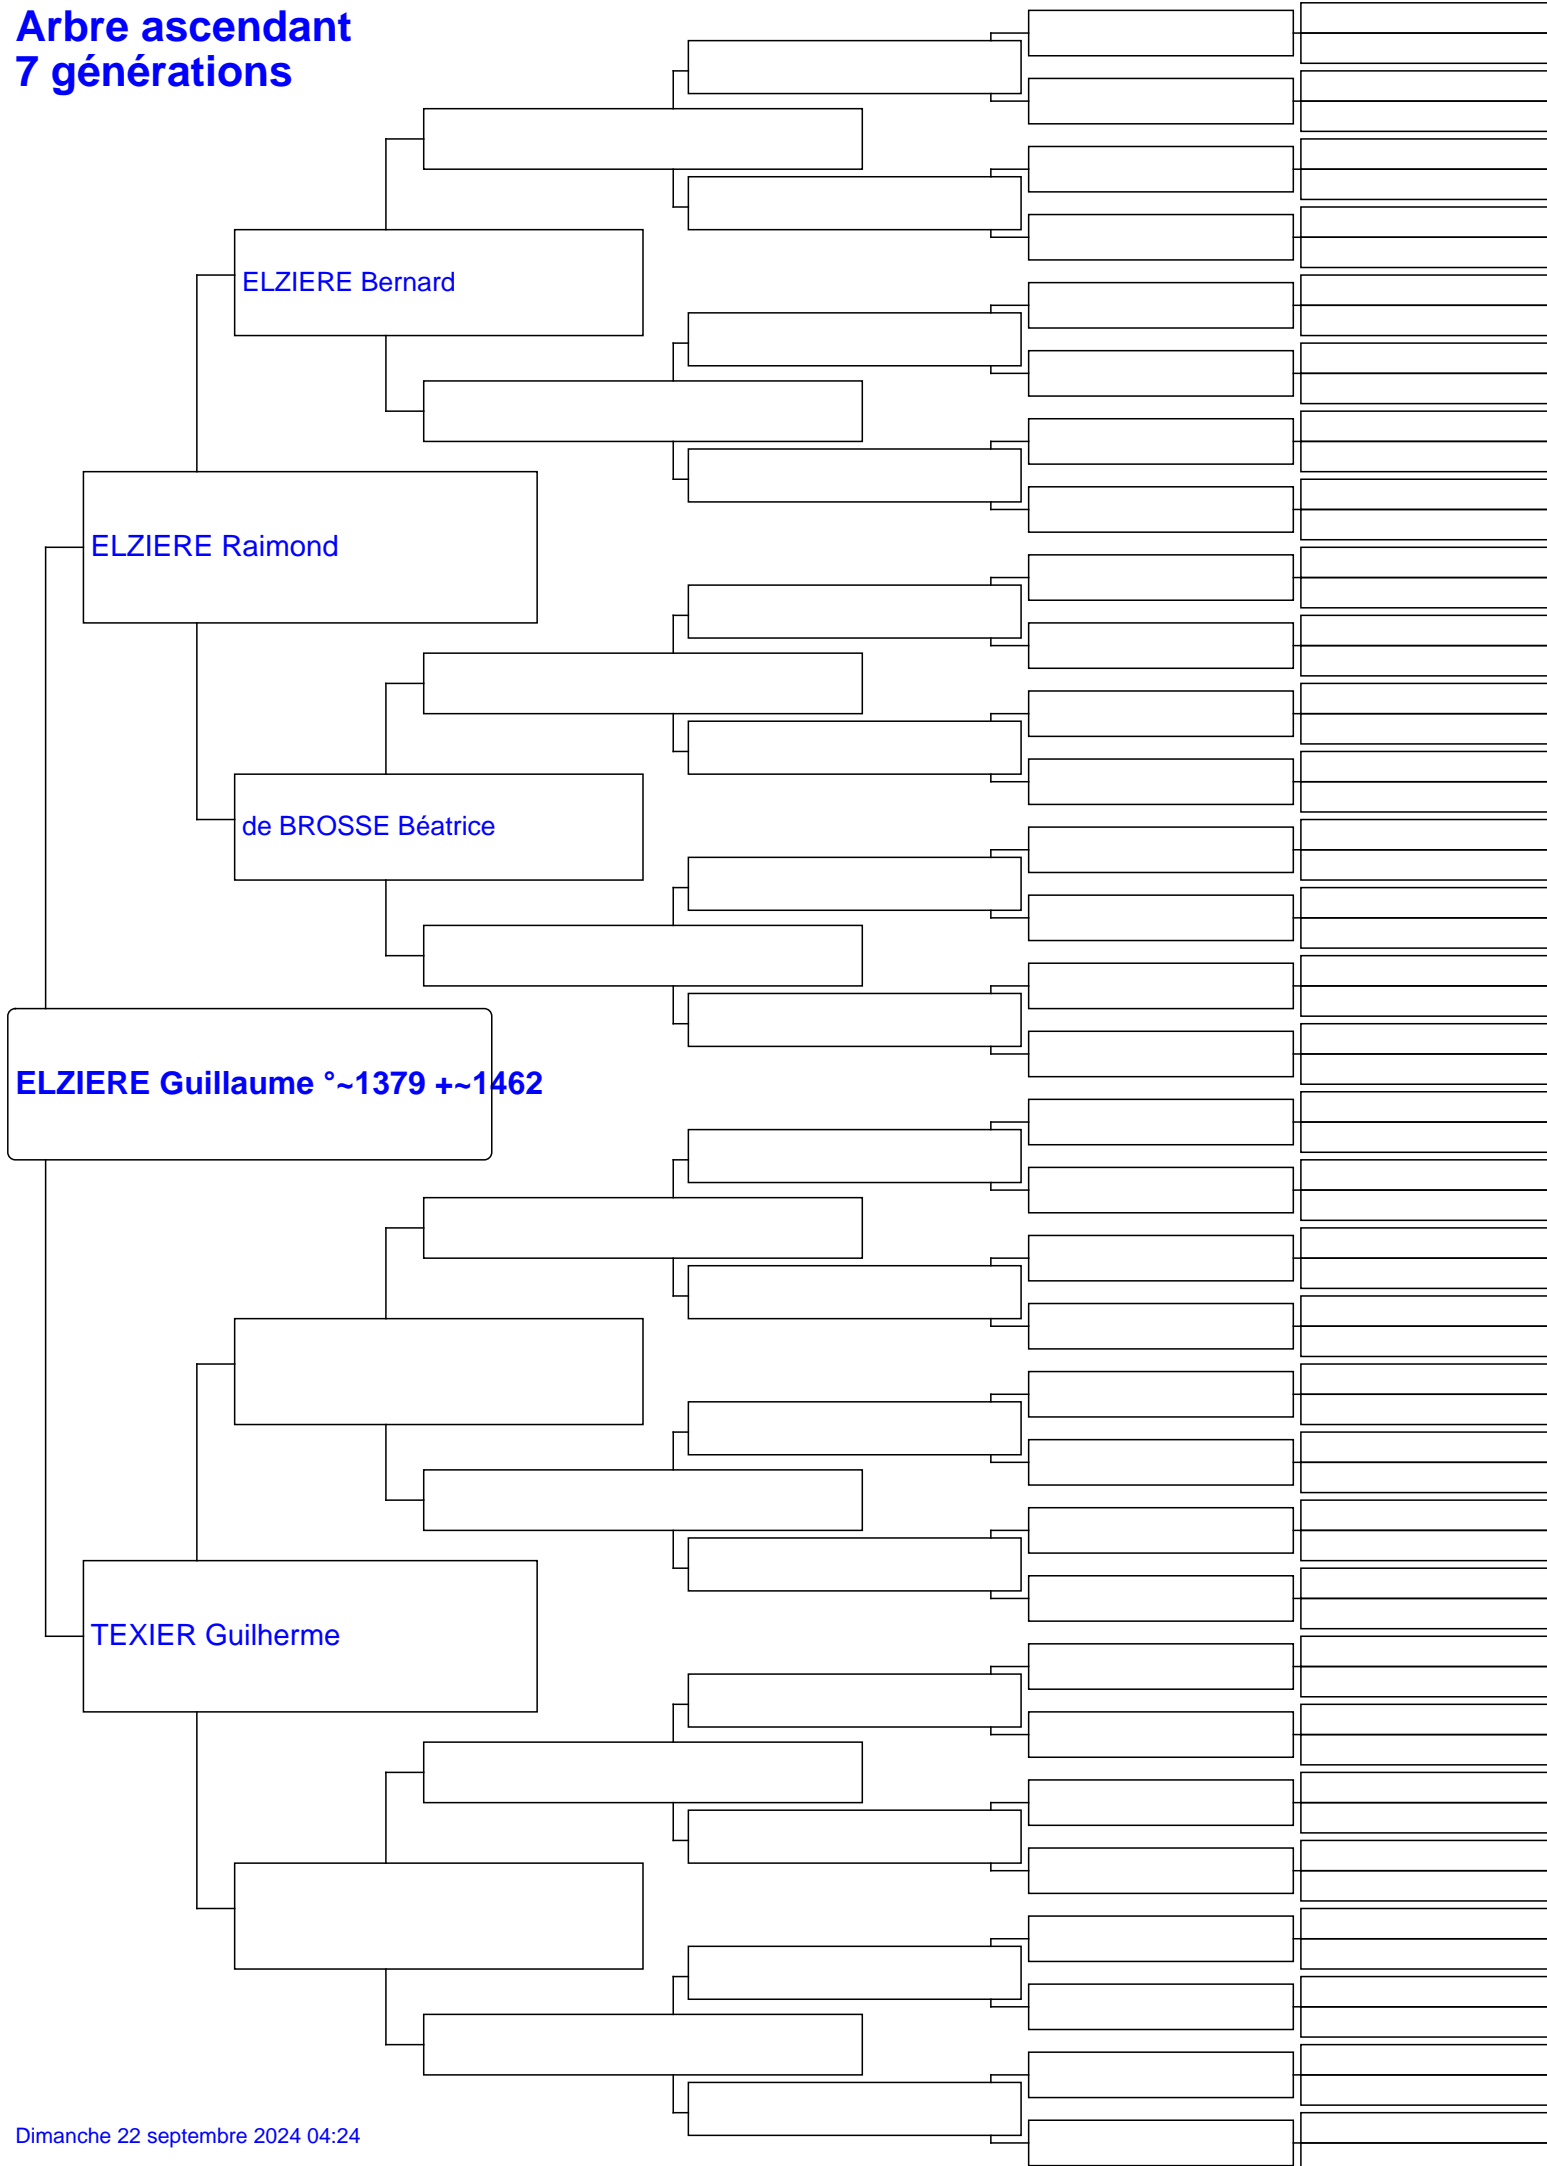 Arbre ascendant
7 générations
ELZIERE Bernard
ELZIERE Raimond
de BROSSE Béatrice
ELZIERE Guillaume °~1379 +~1462
TEXIER Guilherme
Dimanche 22 septembre 2024 04:24